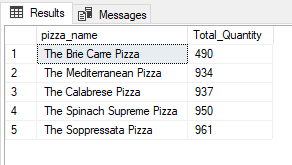 Results Messages
pizza_name Total_Quantity
1 The Brie Carre Pizza 490
2 The Mediterranean Pizza 934
3 The Calabrese Pizza 937
4 The Spinach Supreme Pizza 950
5 The Soppressata Pizza 961